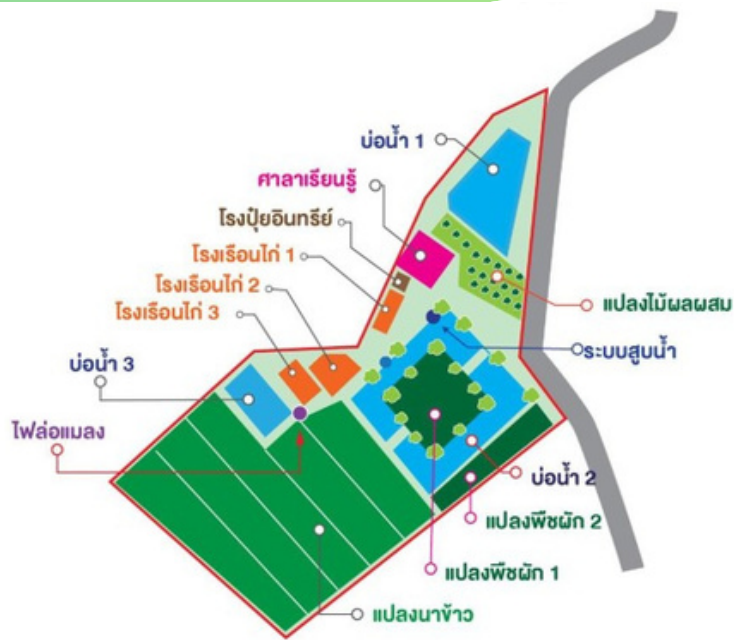 บ่อน้ำ 1
ศาลาเรียนรู้
โรงปุ๋ยอินทรีย์
โรงเรือนไก่ 1
โรงเรือนไก่ 2
แปลงไม้ผลผสม
โรงเรือนไก่ 3
ระบบสูบน้ำ
บ่อน้ำ 3
ไฟล่อแมลง
บ่อน้ำ 2
แปลงพืชผัก 2
แปลงพืชผัก 1
แปลงนาข้าว